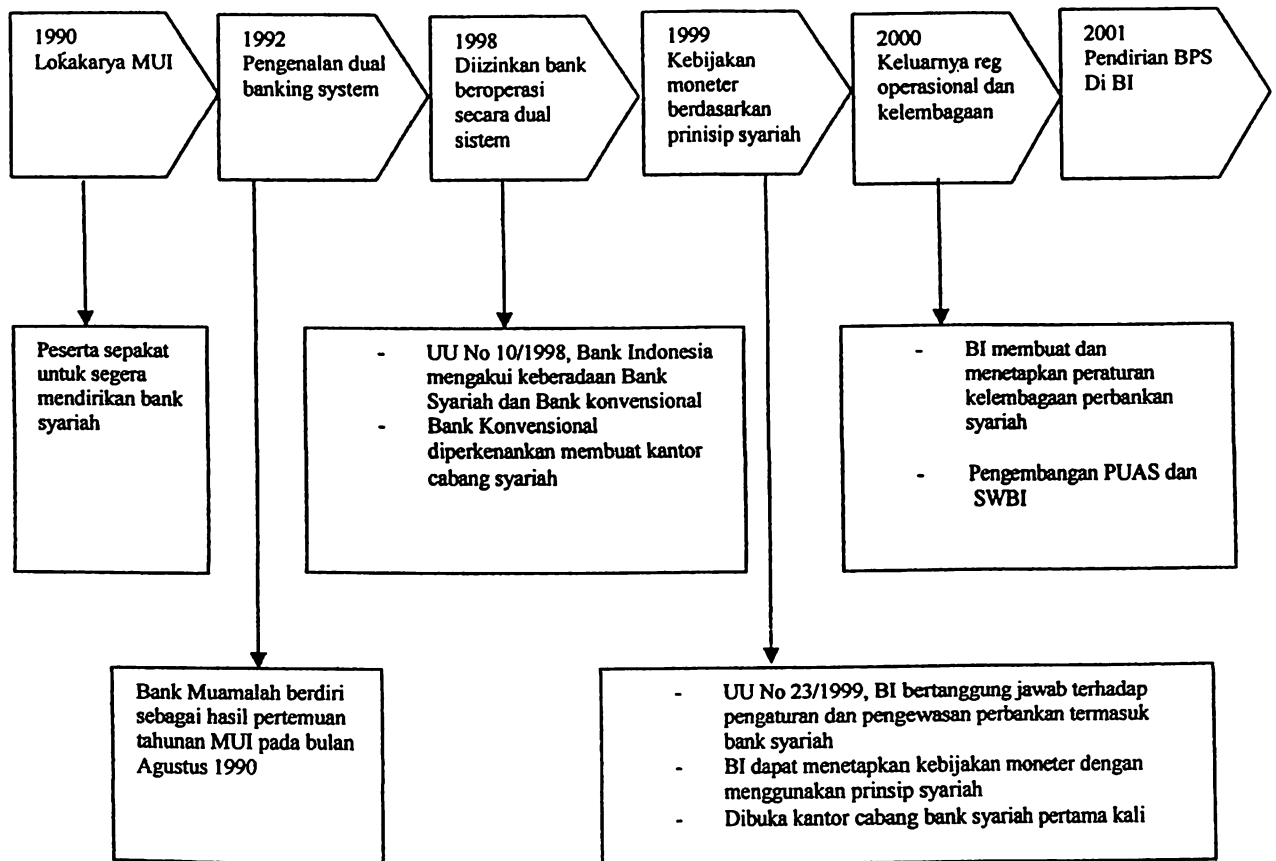 1990
Lokakarya MUI
1992
Pengenalan dual
banking system
1998
Diizinkan bank
beroperasi
secara dual
sistem
1999
Kebijakan
moneter
berdasarkan
prinisip syariah
2000
Keluarnya reg
operasional dan
kelembagaan
2001
Pendirian BPS
Di BI
Peserta sepakat
untuk segera
mendirikan bank
syariah
- UU No 10/1998, Bank Indonesia
mengakui keberadaan Bank
Syariah dan Bank konvensional
- Bank Konvensional
diperkenankan membuat kantor
cabang syariah
- BI membuat dan
menetapkan peraturan
kelembagaan perbankan
syariah
- Pengembangan PUAS dan
SWBI
Bank Muamalah berdiri
sebagai hasil pertemuan
tahunan MUI pada bulan
Agustus 1990
- UU No 23/1999, BI bertanggung jawab terhadap
pengaturan dan pengewasan perbankan termasuk
bank syariah
- BI dapat menetapkan kebijakan moneter dengan
menggunakan prinsip syariah
- Dibuka kantor cabang bank syariah pertama kali